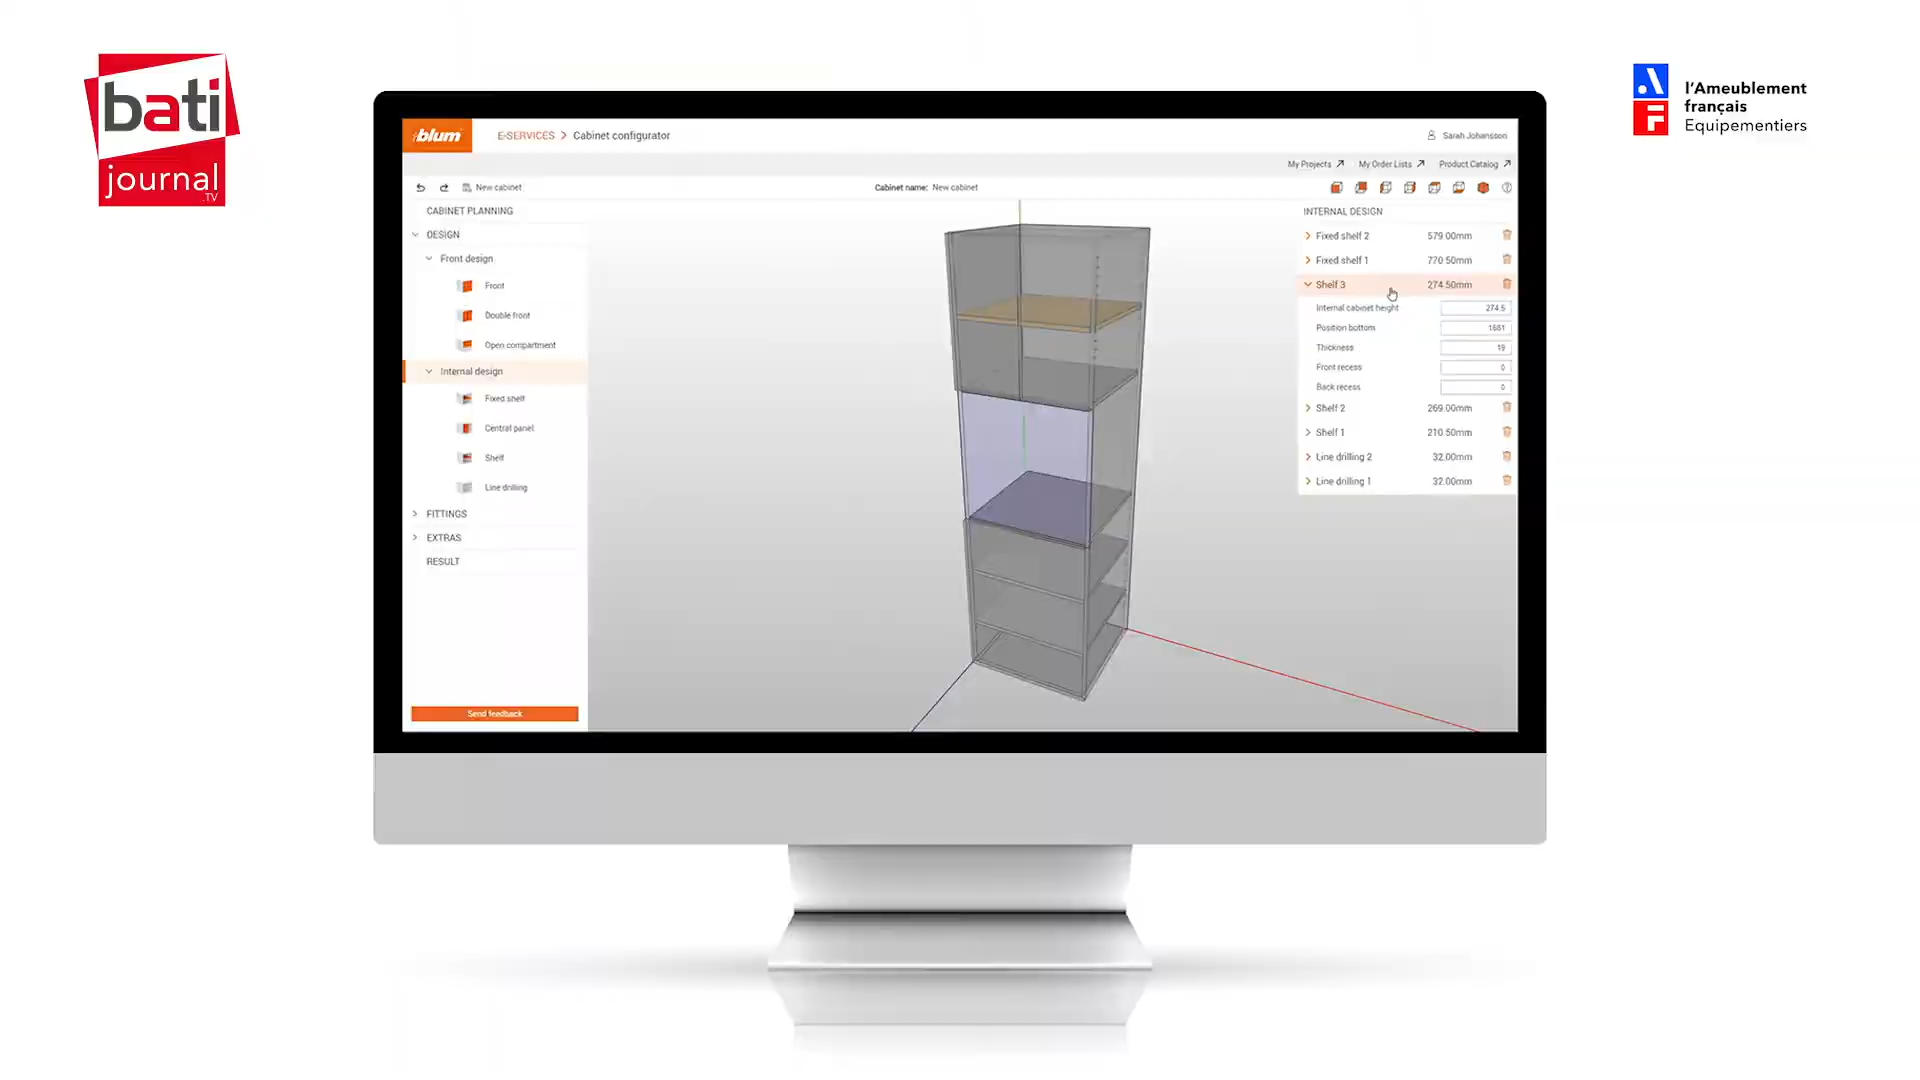 bati
journal
.TV
l'Ameublement
français
Equipementiers
blum
E-SERVICES > Cabinet configurator
Sarah Johansson
My Projects
My Order Lists
Product Catalog
New cabinet
Cabinet name: New cabinet
CABINET PLANNING
DESIGN
Front design
Front
Double front
Open compartment
Internal design
Fixed shelf
Central panel
Shelf
Line drilling
FITTINGS
EXTRAS
RESULT
Send feedback
INTERNAL DESIGN
Fixed shelf 2 579.00mm
Fixed shelf 1 770.50mm
Shelf 3 274.50mm
Internal cabinet height 274.5
Position bottom 1681
Thickness 19
Front recess 0
Back recess 0
Shelf 2 269.00mm
Shelf 1 210.50mm
Line drilling 2 32.00mm
Line drilling 1 32.00mm